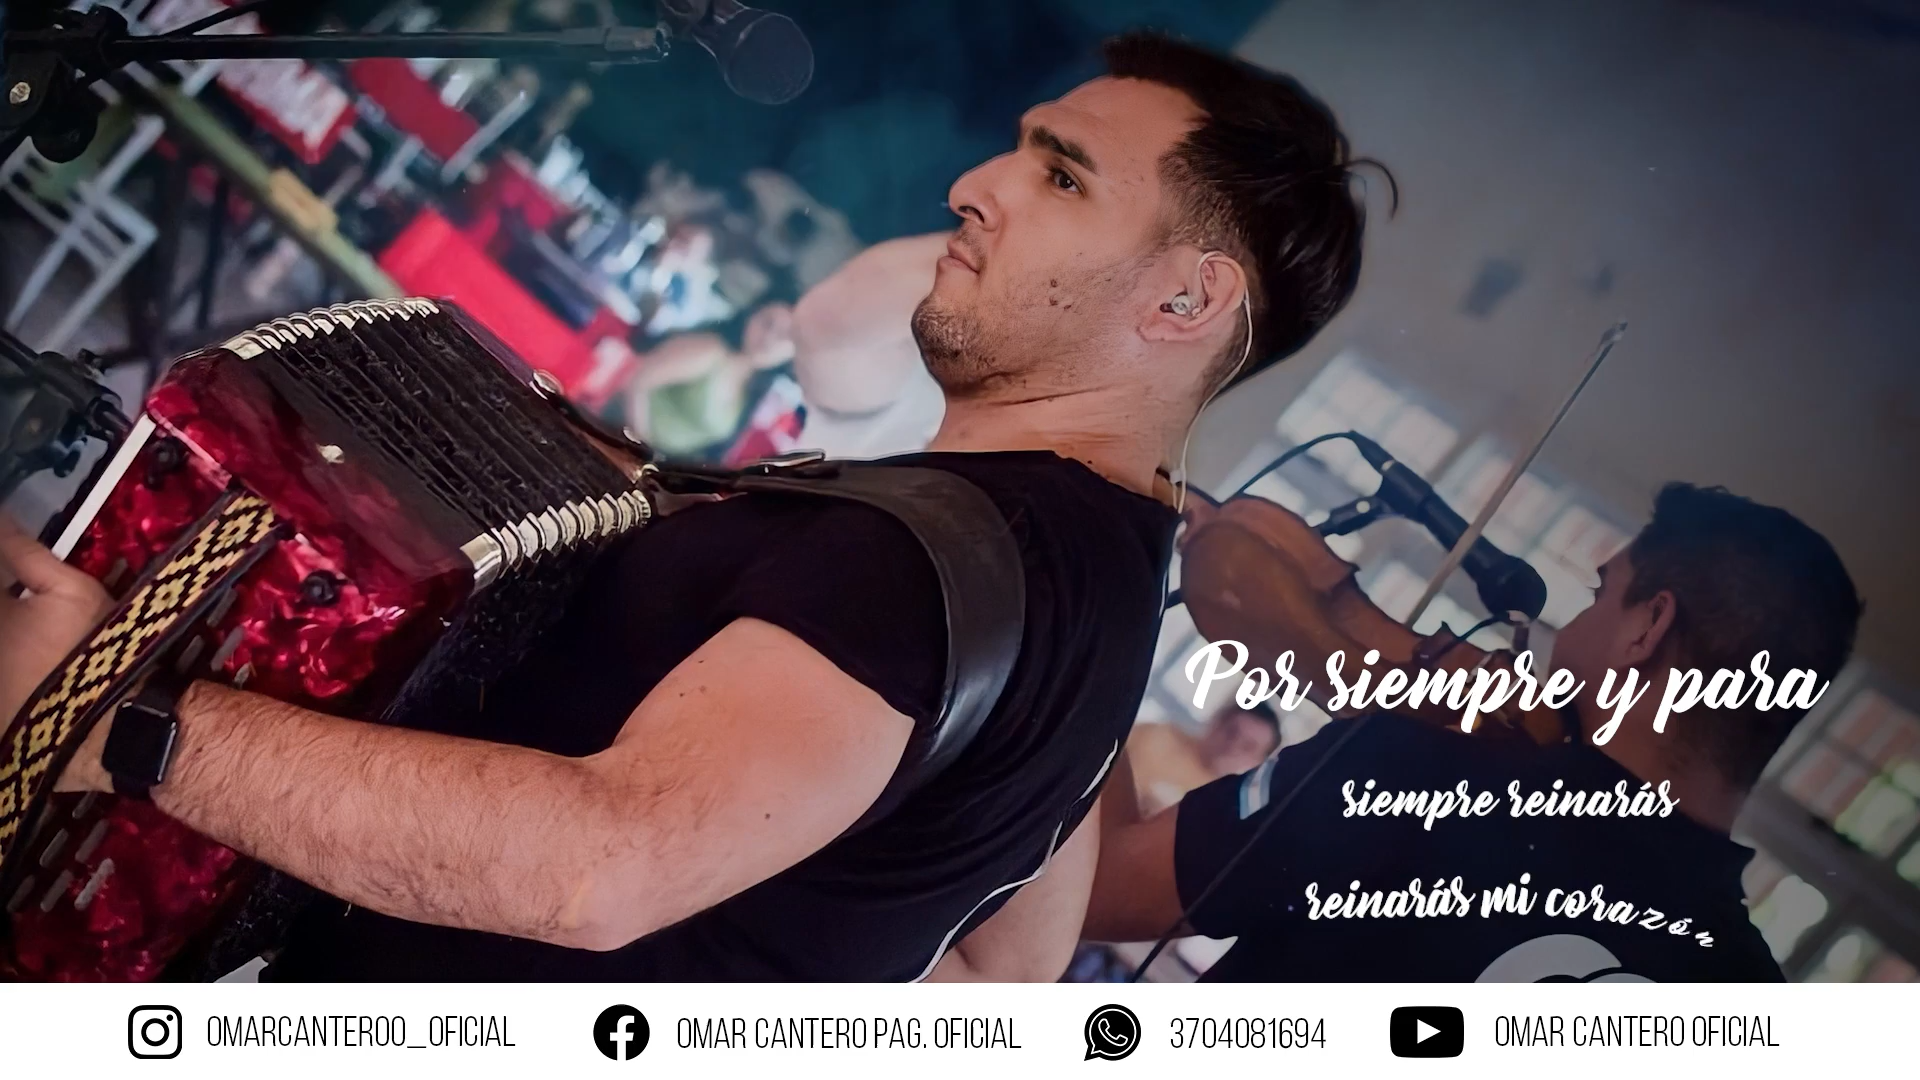 Por siempre y para
siempre reinarás
reinarás mi corazón
OMARCANTEROO_OFICIAL
OMAR CANTERO PAG. OFICIAL
3704081694
OMAR CANTERO OFICIAL